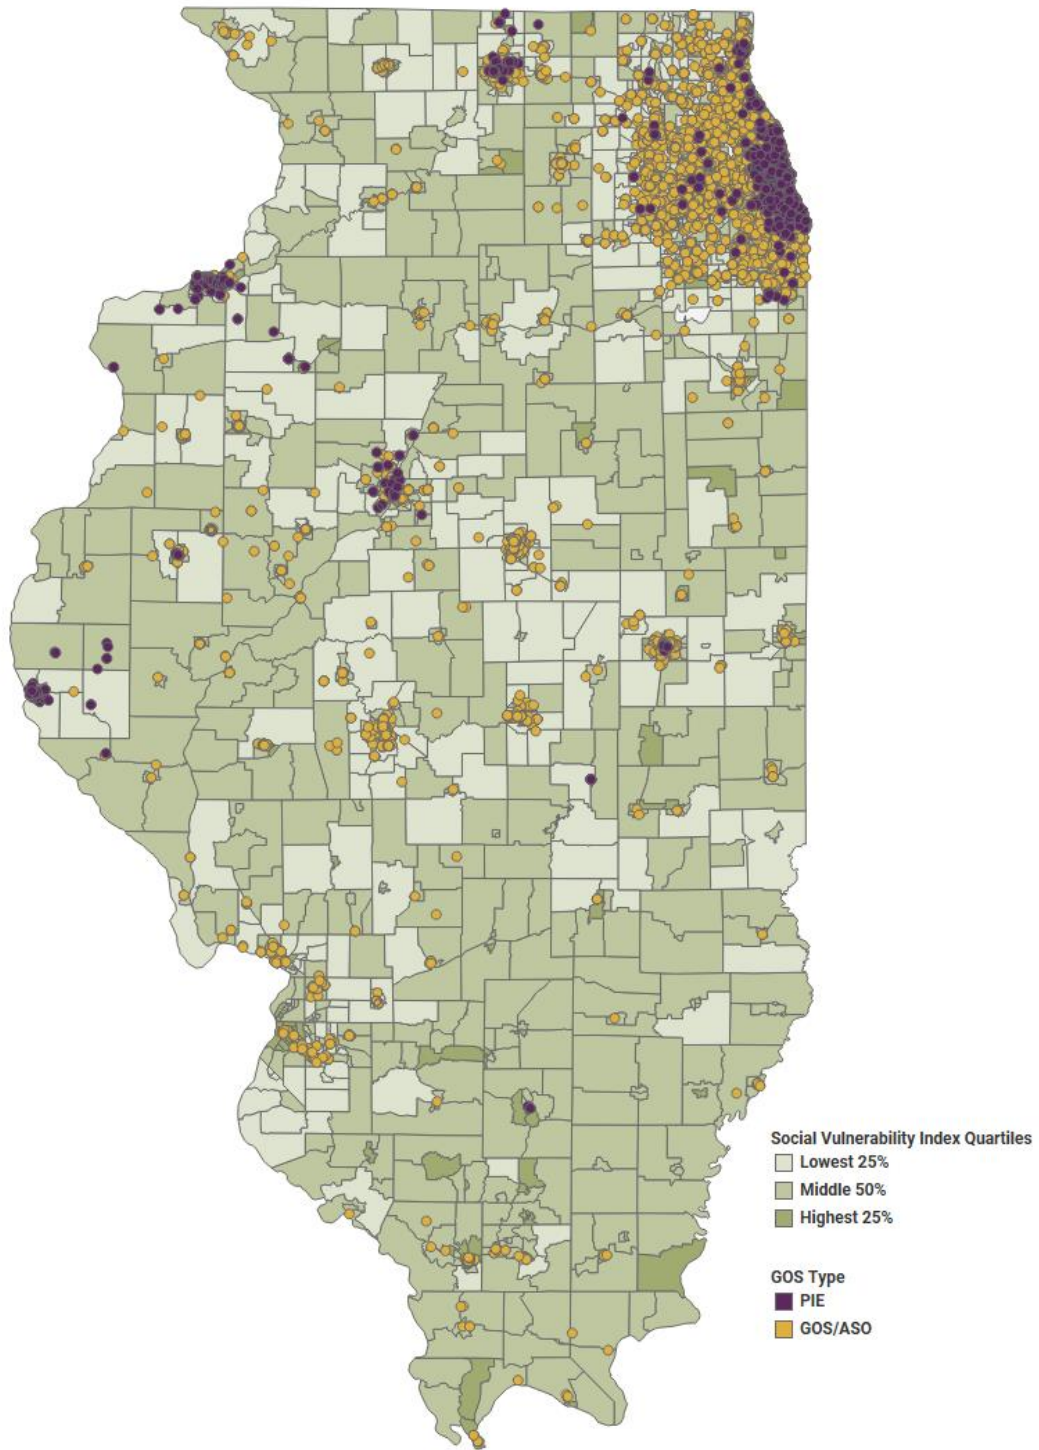 Social Vulnerability Index Quartiles
Lowest 25%
Middle 50%
Highest 25%
GOS Type
PIE
GOS/ASO